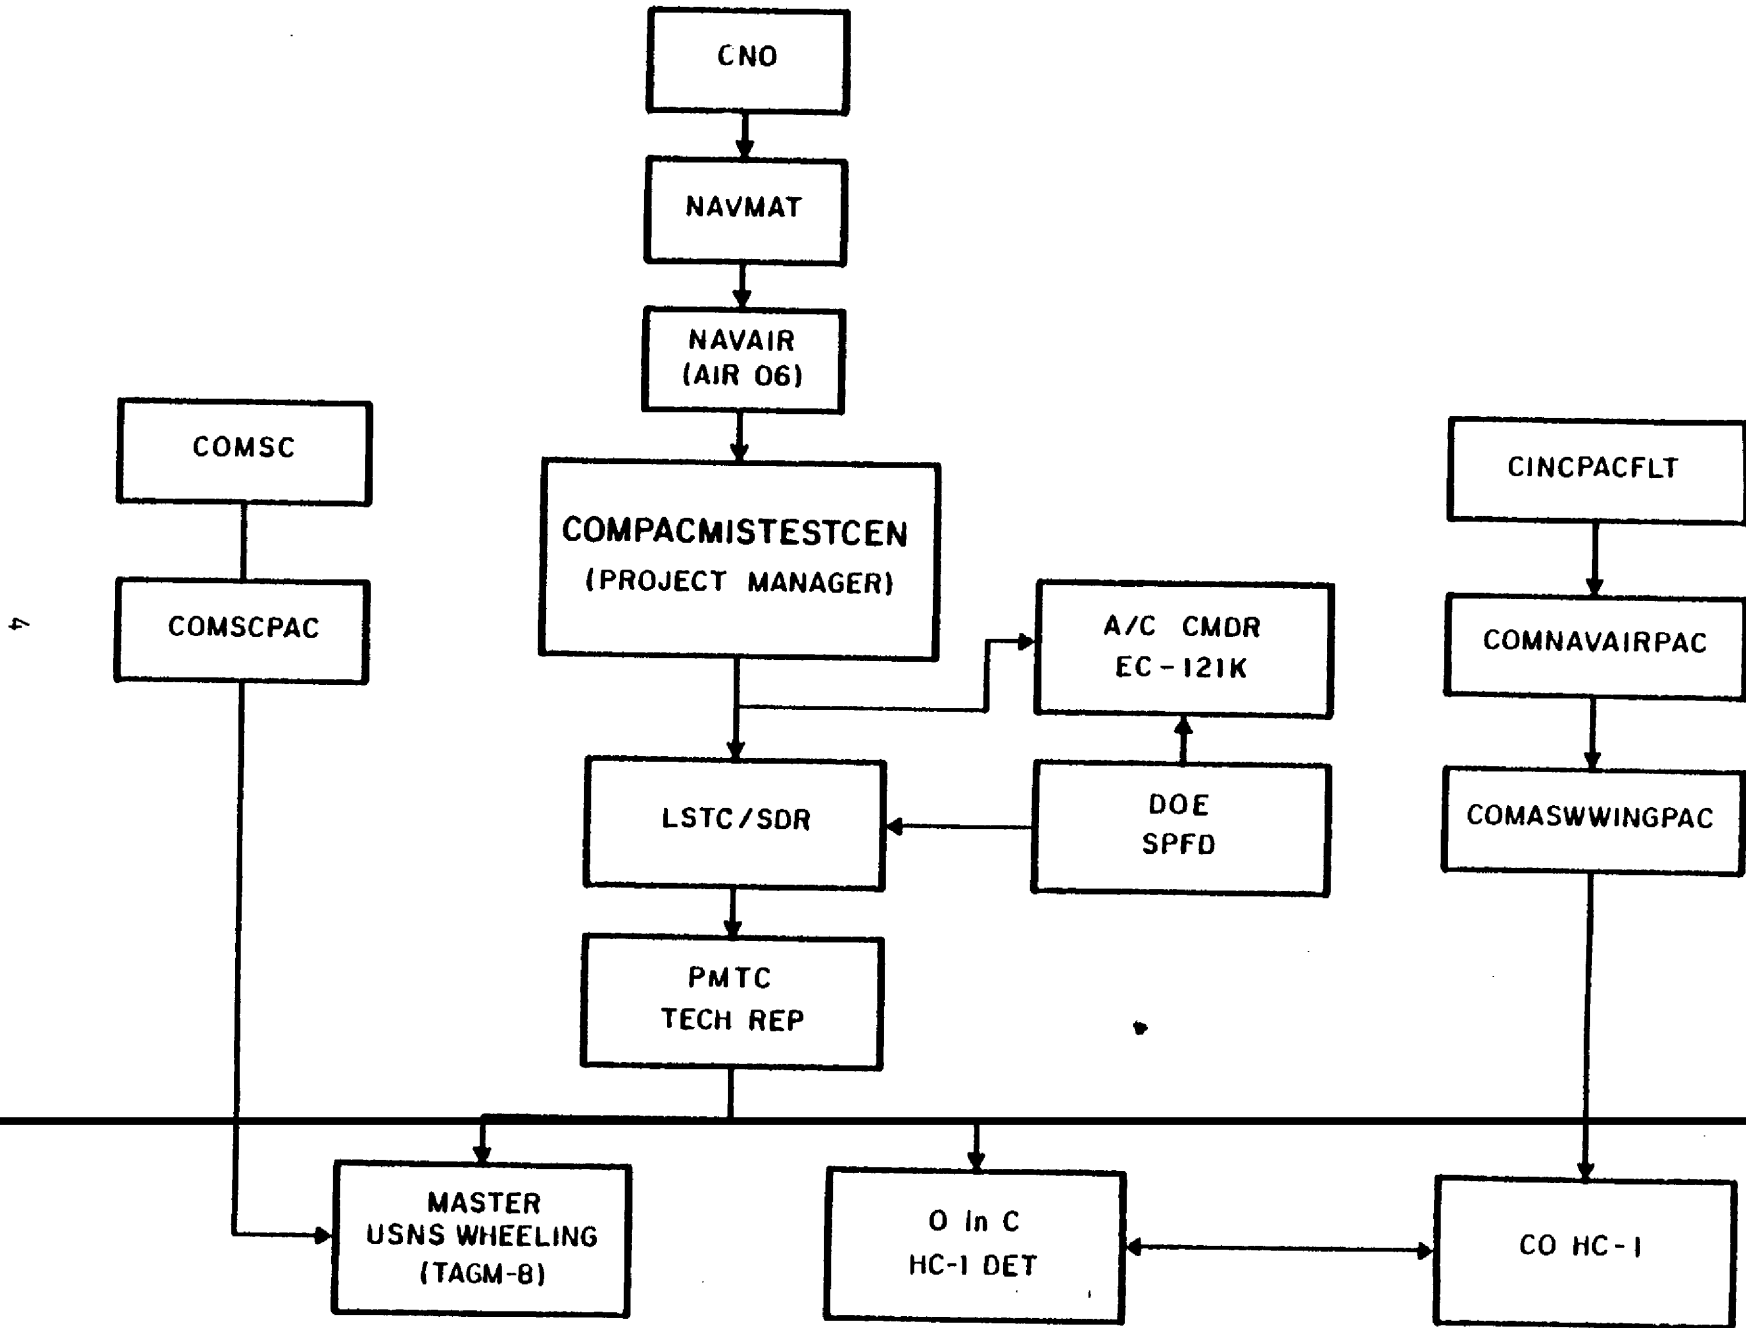 CNO
NAVMAT
NAVAIR
(AIR 06)
COMSC
CINCPACFLT
COMPACMISTESTCEN
(PROJECT MANAGER)
COMSCPAC
A/C CMDR
EC-121K
COMNAVAIRPAC
4
LSTC/SDR
DOE
SPFD
COMASWWINGPAC
PMTC
TECH REP
MASTER
USNS WHEELING
(TAGM-8)
O In C
HC-1 DET
CO HC-1